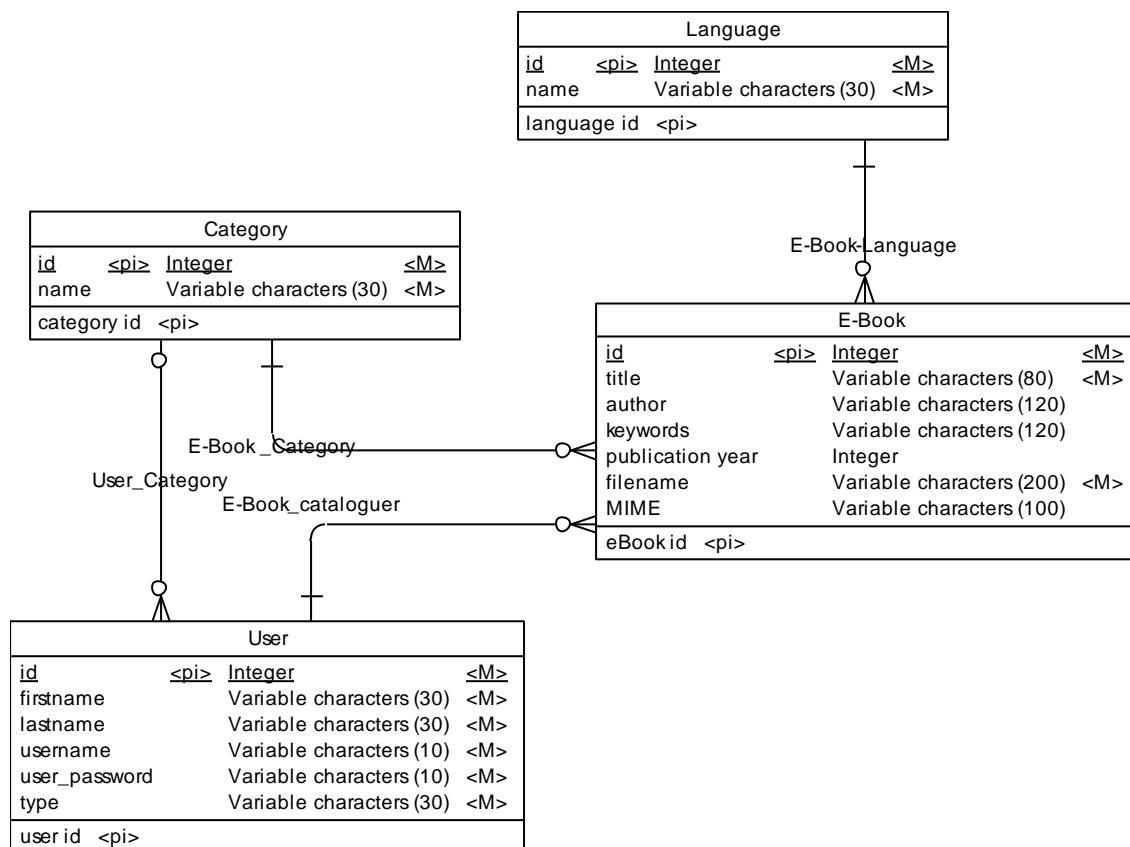 Language
id <pi> Integer <M>
name Variable characters (30) <M>
language id <pi>
Category
id <pi> Integer <M>
name Variable characters (30) <M>
category id <pi>
E-Book-Language
E-Book
id <pi> Integer <M>
title Variable characters (80) <M>
author Variable characters (120)
keywords Variable characters (120)
publication year Integer
filename Variable characters (200) <M>
MIME Variable characters (100)
eBook id <pi>
E-Book_Category
User_Category
E-Book_cataloguer
User
id <pi> Integer <M>
firstname Variable characters (30) <M>
lastname Variable characters (30) <M>
username Variable characters (10) <M>
user_password Variable characters (10) <M>
type Variable characters (30) <M>
user id <pi>